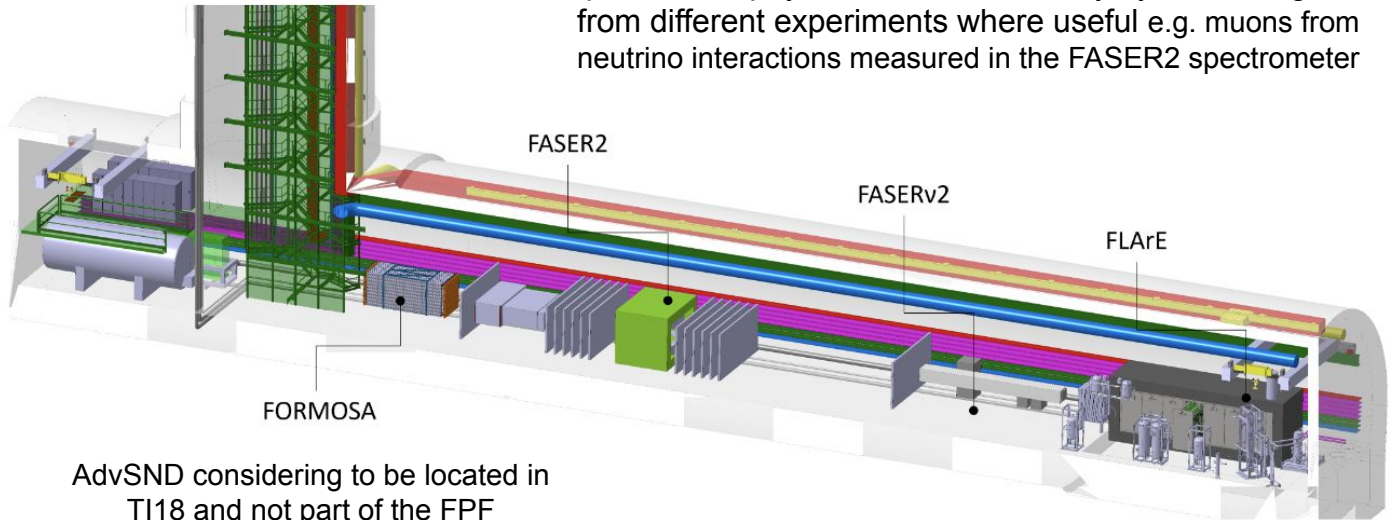 from different experiments where useful e.g. muons from
neutrino interactions measured in the FASER2 spectrometer
FASER2
FASERν2
FLArE
FORMOSA
AdvSND considering to be located in
TI18 and not part of the FPF